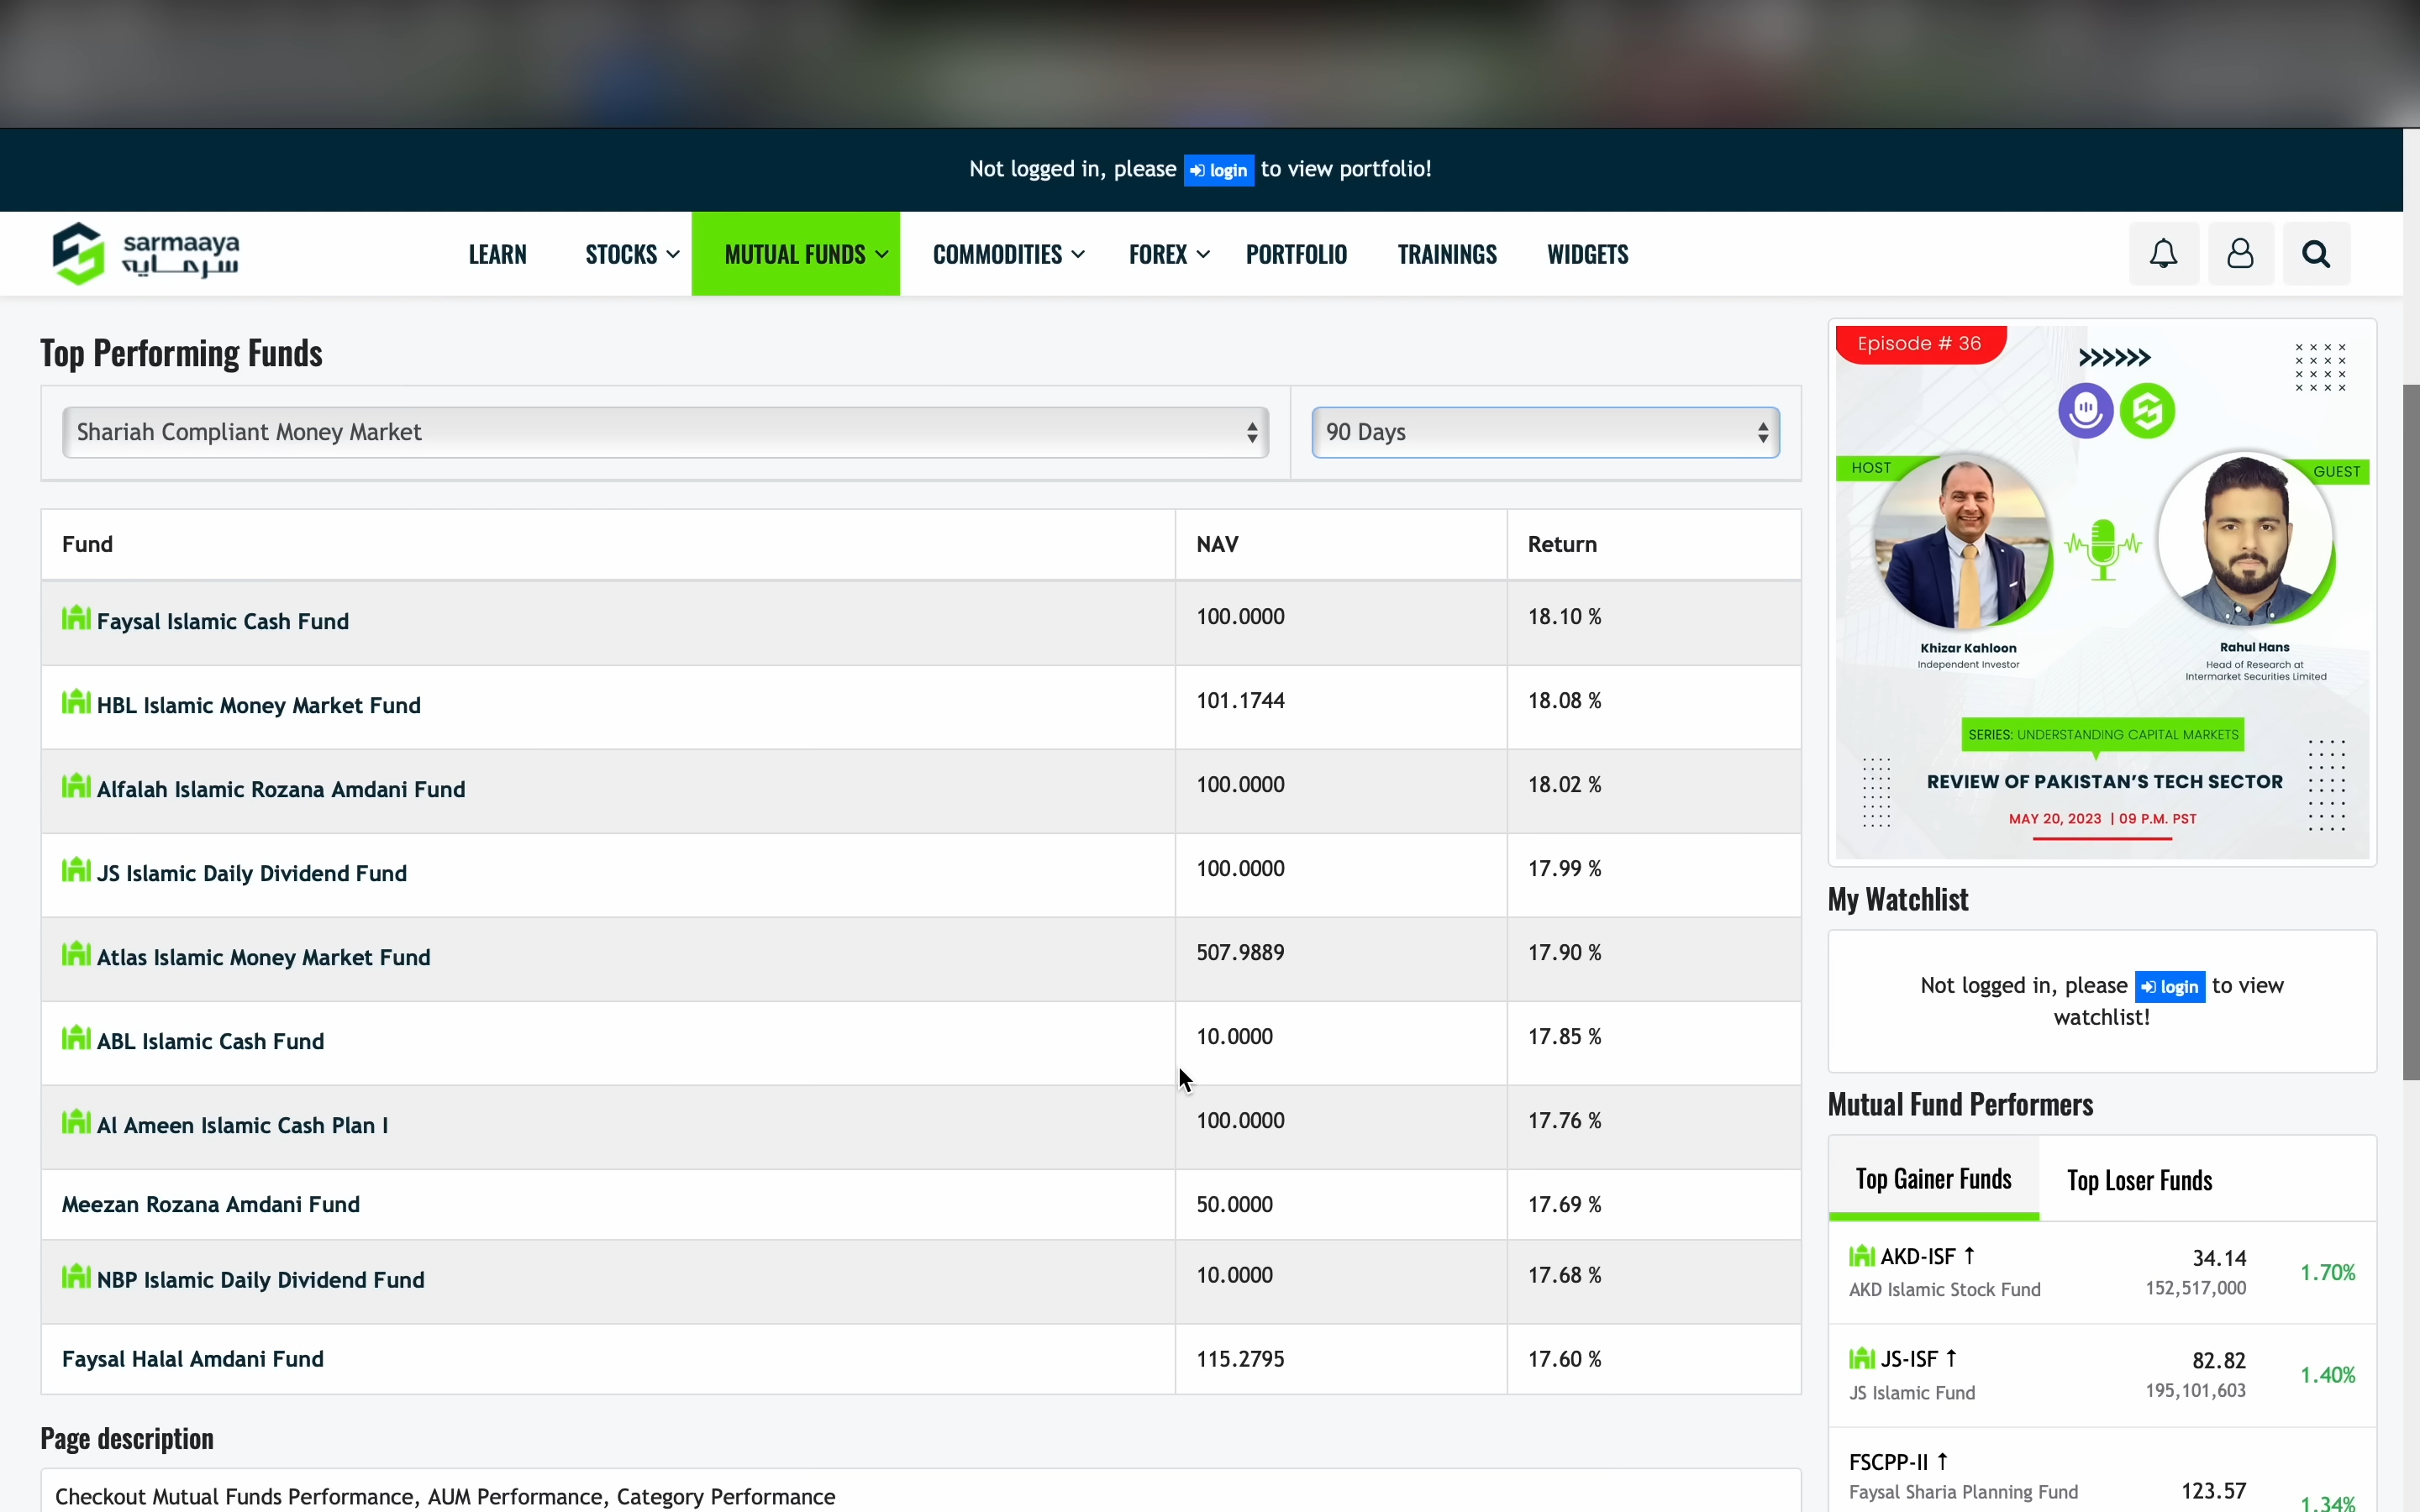 Not logged in, please login to view portfolio!
sarmaaya
سرمایہ
LEARN STOCKS MUTUAL FUNDS COMMODITIES FOREX PORTFOLIO TRAININGS WIDGETS
Top Performing Funds
Shariah Compliant Money Market 90 Days
Fund NAV Return
Faysal Islamic Cash Fund 100.0000 18.10 %
HBL Islamic Money Market Fund 101.1744 18.08 %
Alfalah Islamic Rozana Amdani Fund 100.0000 18.02 %
JS Islamic Daily Dividend Fund 100.0000 17.99 %
Atlas Islamic Money Market Fund 507.9889 17.90 %
ABL Islamic Cash Fund 10.0000 17.85 %
Al Ameen Islamic Cash Plan I 100.0000 17.76 %
Meezan Rozana Amdani Fund 50.0000 17.69 %
NBP Islamic Daily Dividend Fund 10.0000 17.68 %
Faysal Halal Amdani Fund 115.2795 17.60 %
Page description
Checkout Mutual Funds Performance, AUM Performance, Category Performance
Episode # 36
HOST
GUEST
Khizar Kahloon
Independent Investor
Rahul Hans
Head of Research at
Intermarket Securities Limited
SERIES: UNDERSTANDING CAPITAL MARKETS
REVIEW OF PAKISTAN'S TECH SECTOR
MAY 20, 2023 | 09 P.M. PST
My Watchlist
Not logged in, please login to view
watchlist!
Mutual Fund Performers
Top Gainer Funds Top Loser Funds
AKD-ISF ↑ 34.14 1.70%
AKD Islamic Stock Fund 152,517,000
JS-ISF ↑ 82.82 1.40%
JS Islamic Fund 195,101,603
FSCPP-II ↑
Faysal Sharia Planning Fund 123.57 1.34%